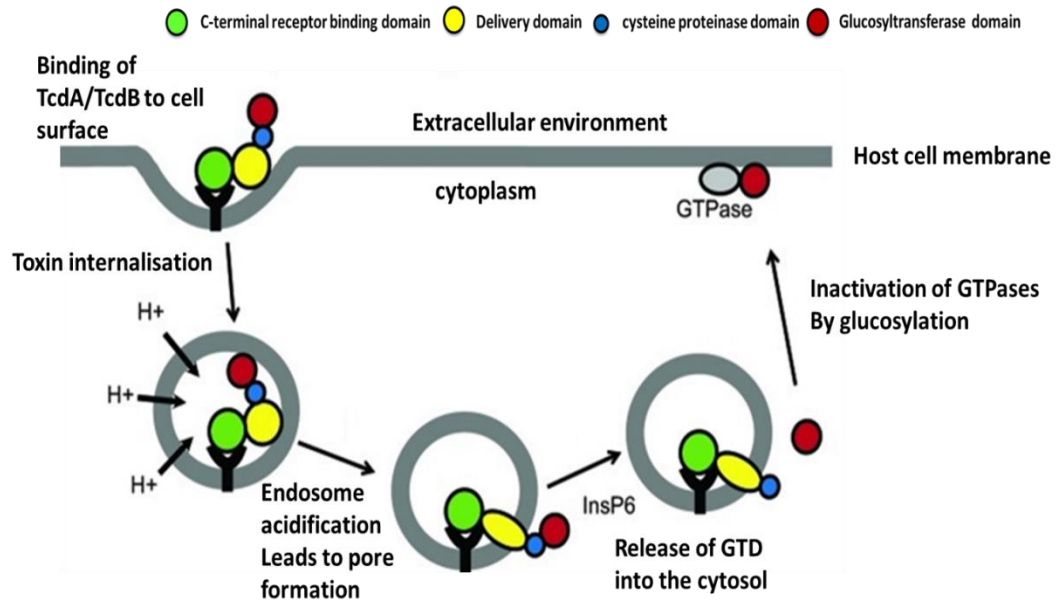 C-terminal receptor binding domain
Delivery domain
cysteine proteinase domain
Glucosyltransferase domain
Binding of
TcdA/TcdB to cell
surface
Extracellular environment
Host cell membrane
cytoplasm
GTPase
Toxin internalisation
Inactivation of GTPases
By glucosylation
H+
H+
H+
Endosome
acidification
Leads to pore
formation
InsP6
Release of GTD
into the cytosol